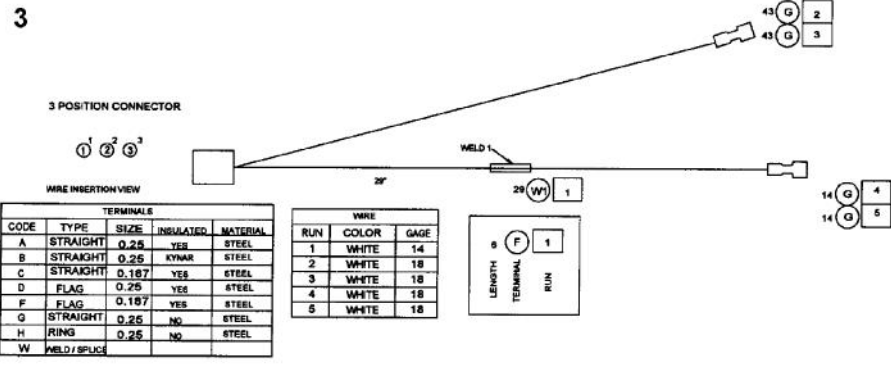 3
43 G 2
43 G 3
3 POSITION CONNECTOR
1 2 3
1 2 3
WIRE INSERTION VIEW
WELD 1
29"
29 W1 1
14 G 4
14 G 5
TERMINALS
CODE TYPE SIZE INSULATED MATERIAL
A STRAIGHT 0.25 YES STEEL
B STRAIGHT 0.25 KYNAR STEEL
C STRAIGHT 0.187 YES STEEL
D FLAG 0.25 YES STEEL
F FLAG 0.187 YES STEEL
G STRAIGHT 0.25 NO STEEL
H RING 0.25 NO STEEL
W WELD / SPLICE
WIRE
RUN COLOR GAGE
1 WHITE 14
2 WHITE 18
3 WHITE 18
4 WHITE 18
5 WHITE 18
6 F 1
LENGTH
TERMINAL
RUN